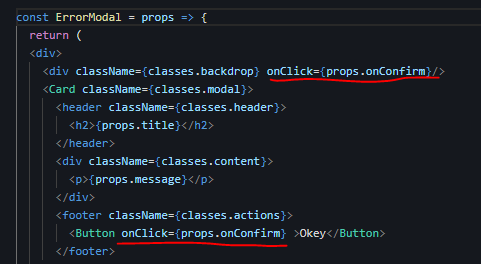 const ErrorModal = props => {
return (
<div>
<div className={classes.backdrop} onClick={props.onConfirm}/>
<Card className={classes.modal}>
<header className={classes.header}>
<h2>{props.title}</h2>
</header>
<div className={classes.content}>
<p>{props.message}</p>
</div>
<footer className={classes.actions}>
<Button onClick={props.onConfirm} >Okey</Button>
</footer>